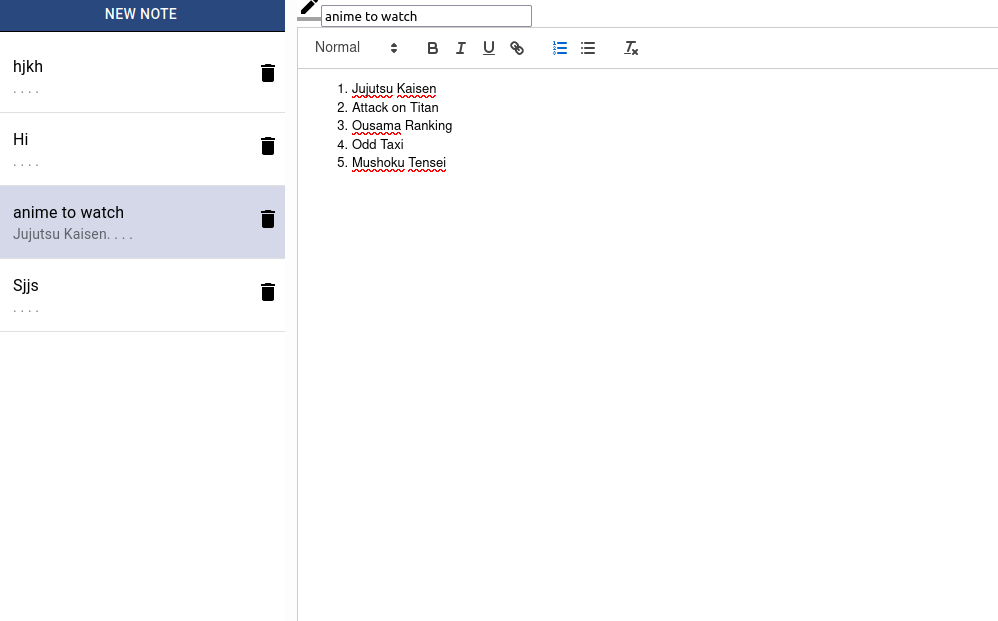 NEW NOTE
hjkh
. . . .
Hi
. . . .
anime to watch
Jujutsu Kaisen. . . .
Sjjs
. . . .
anime to watch
Normal
B I U
1. Jujutsu Kaisen
2. Attack on Titan
3. Ousama Ranking
4. Odd Taxi
5. Mushoku Tensei